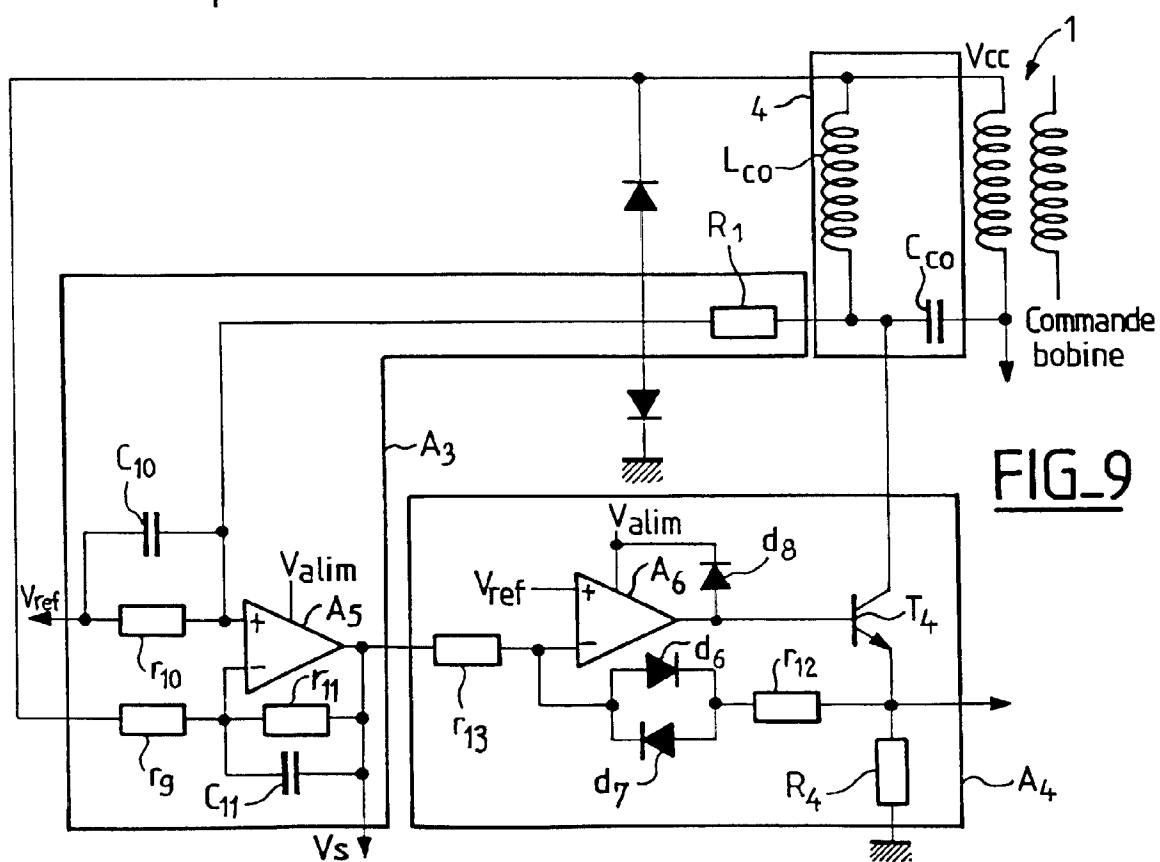 1
Vcc
4
Lco
R1
Cco
Commande
bobine
A3
FIG_9
C10
Valim
Vref
A5
r10
r11
r9
C11
Vs
Valim
d8
Vref
A6
T4
d6
r12
r13
d7
R4
A4
+
-
+
-